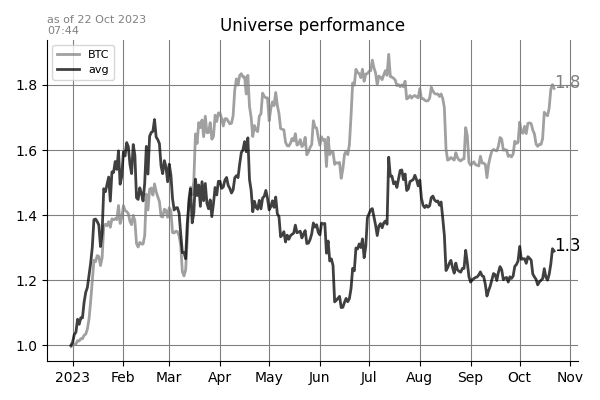 as of 22 Oct 2023
07:44
Universe performance
BTC
avg
1.8
1.8
1.6
1.4
1.3
1.2
1.0
2023 Feb Mar Apr May Jun Jul Aug Sep Oct Nov